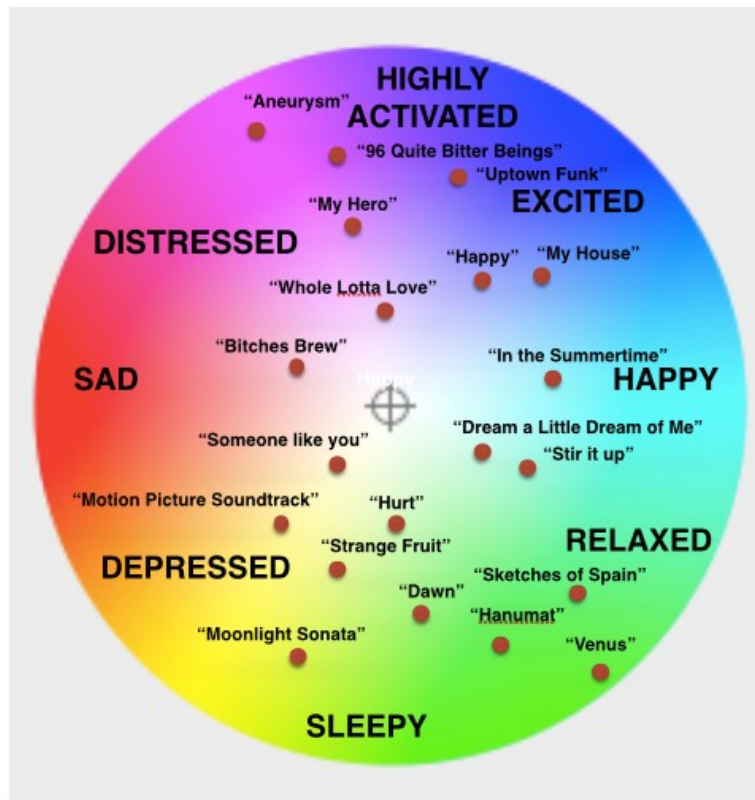 HIGHLY
ACTIVATED
“Aneurysm”
“96 Quite Bitter Beings”
“Uptown Funk”
EXCITED
“My Hero”
DISTRESSED
“Happy”
“My House”
“Whole Lotta Love”
“Bitches Brew”
“In the Summertime”
SAD
Happy
HAPPY
“Dream a Little Dream of Me”
“Someone like you”
“Stir it up”
“Motion Picture Soundtrack”
“Hurt”
“Strange Fruit”
RELAXED
DEPRESSED
“Sketches of Spain”
“Dawn”
“Hanumat”
“Moonlight Sonata”
“Venus”
SLEEPY